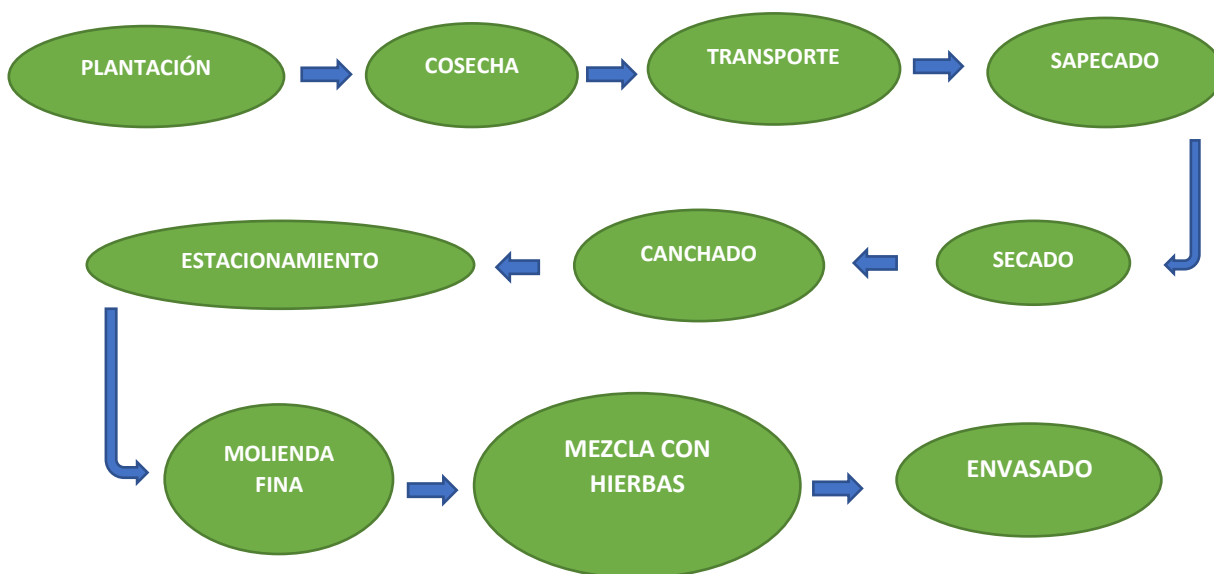 PLANTACIÓN
COSECHA
TRANSPORTE
SAPECADO
SECADO
CANCHADO
ESTACIONAMIENTO
MOLIENDA
FINA
MEZCLA CON
HIERBAS
ENVASADO